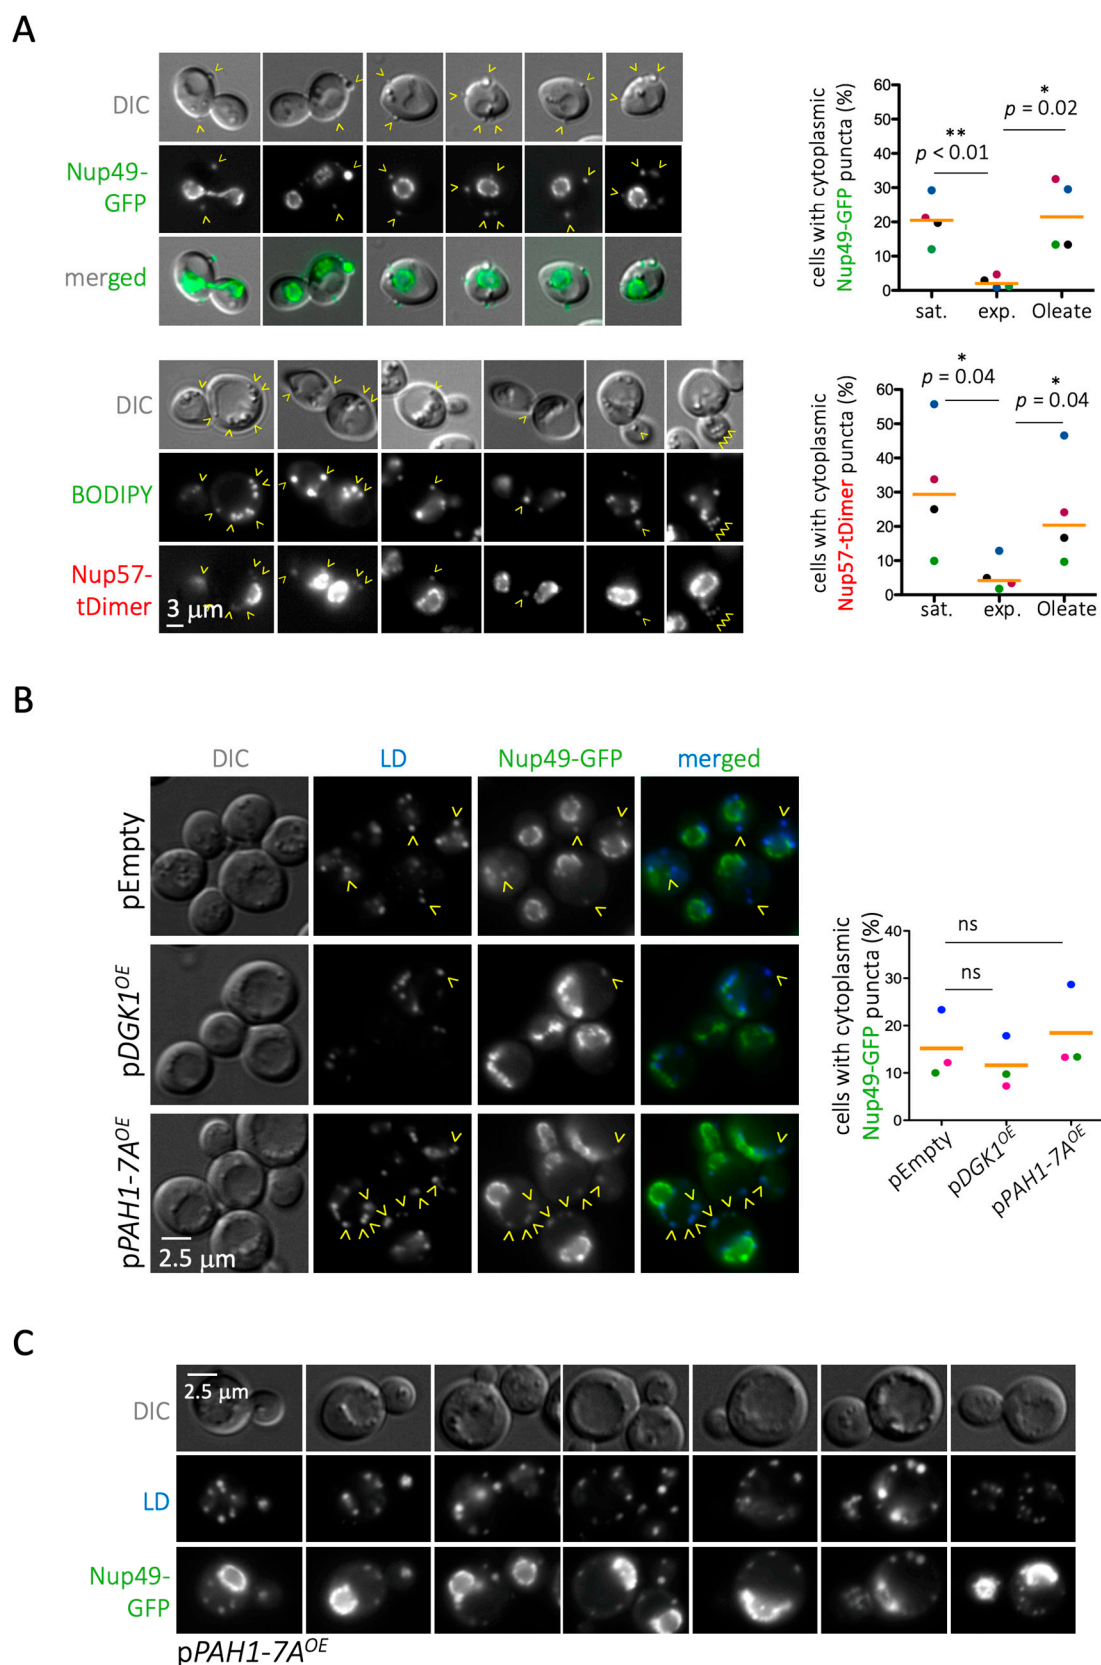 A
DIC
Nup49-
GFP
merged
cells with cytoplasmic
Nup49-GFP puncta (%)
60
50
40
30
20
10
0
**
p < 0.01
*
p = 0.02
sat.
exp.
Oleate
DIC
BODIPY
Nup57-
tDimer
3 µm
cells with cytoplasmic
Nup57-tDimer puncta (%)
60
50
40
30
20
10
0
*
p = 0.04
*
p = 0.04
sat.
exp.
Oleate
B
DIC
LD
Nup49-GFP
merged
pEmpty
pDGK1OE
pPAH1-7AOE
2.5 µm
cells with cytoplasmic
Nup49-GFP puncta (%)
40
30
20
10
0
ns
ns
pEmpty
pDGK1OE
pPAH1-7AOE
C
2.5 µm
DIC
LD
Nup49-
GFP
pPAH1-7AOE